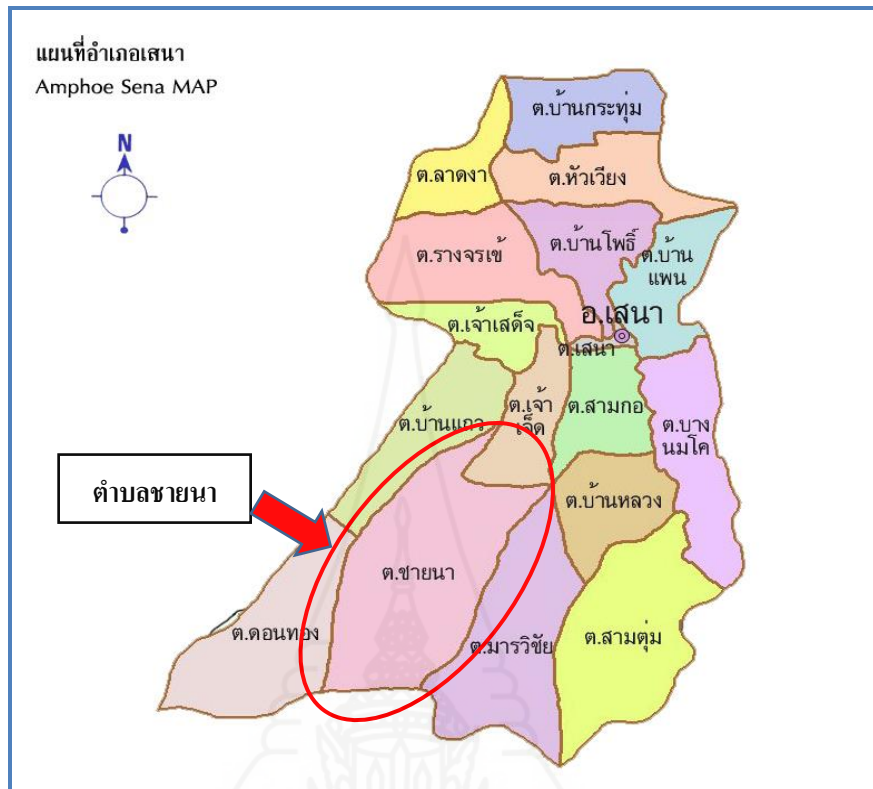 แผนที่อำเภอเสนา
Amphoe Sena MAP
N
ต.บ้านกระทุ่ม
ต.ลาดงา
ต.หัวเวียง
ต.รางจรเข้
ต.บ้านโพธิ์
ต.บ้าน
แพน
อ.เสนา
ต.เจ้าเสด็จ
ต.เสนา
ต.เจ้า
เจ็ด
ต.สามกอ
ต.บ้านแถว
ต.บาง
นมโค
ตำบลชายนา
ต.บ้านหลวง
ต.ชายนา
ต.ดอนทอง
ต.มารวิชัย
ต.สามตุ่ม